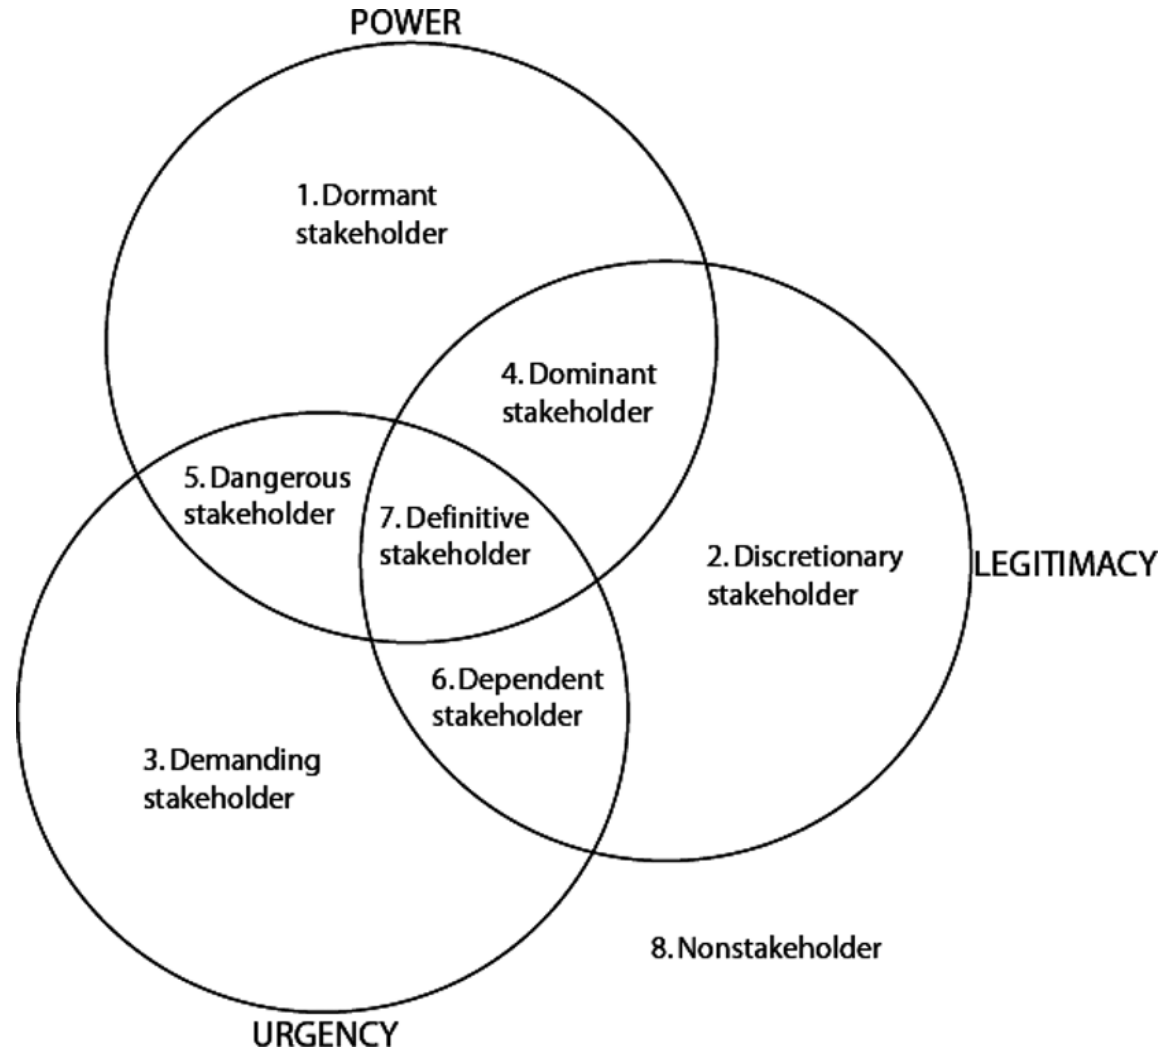 POWER
1. Dormant
stakeholder
4. Dominant
stakeholder
5. Dangerous
stakeholder
7. Definitive
stakeholder
2. Discretionary
stakeholder
LEGITIMACY
6. Dependent
stakeholder
3. Demanding
stakeholder
8. Nonstakeholder
URGENCY